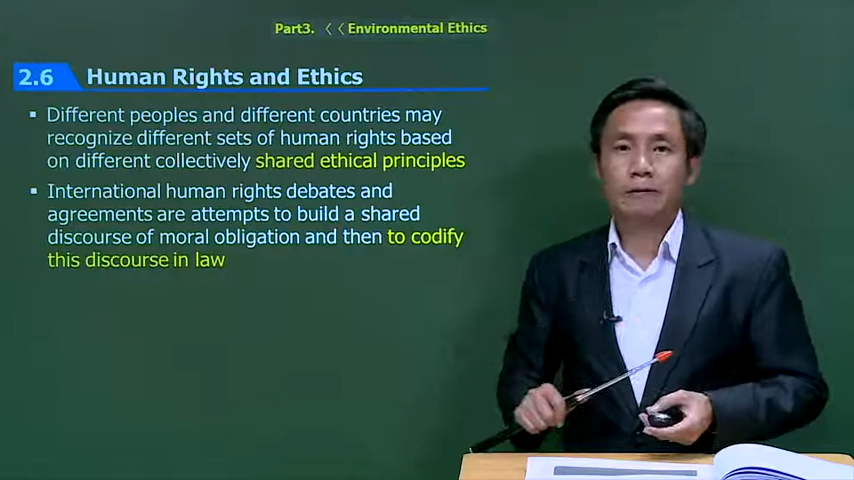 Part3. 〈〈 Environmental Ethics
2.6 Human Rights and Ethics
▪ Different peoples and different countries may
recognize different sets of human rights based
on different collectively shared ethical principles
▪ International human rights debates and
agreements are attempts to build a shared
discourse of moral obligation and then to codify
this discourse in law